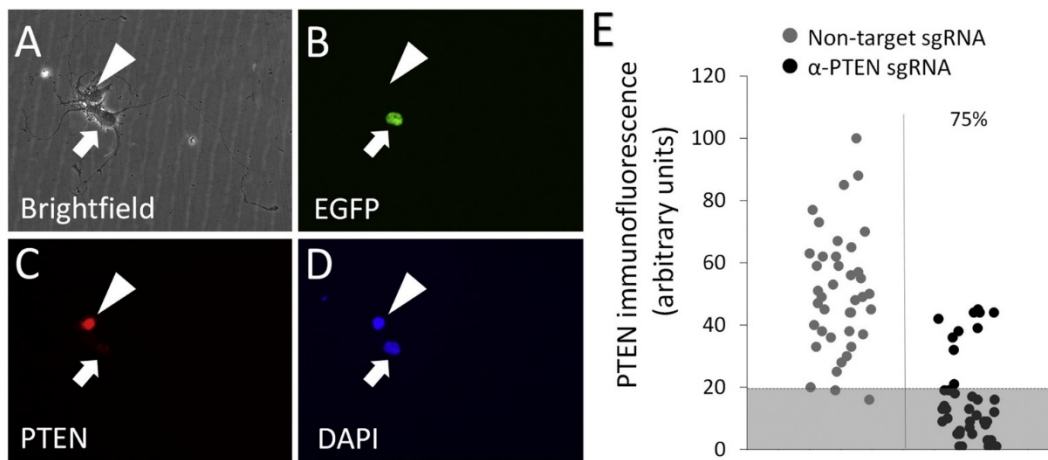 A
Brightfield
B
EGFP
C
PTEN
D
DAPI
E
Non-target sgRNA
α-PTEN sgRNA
PTEN immunofluorescence
(arbitrary units)
120
100
80
60
40
20
0
75%